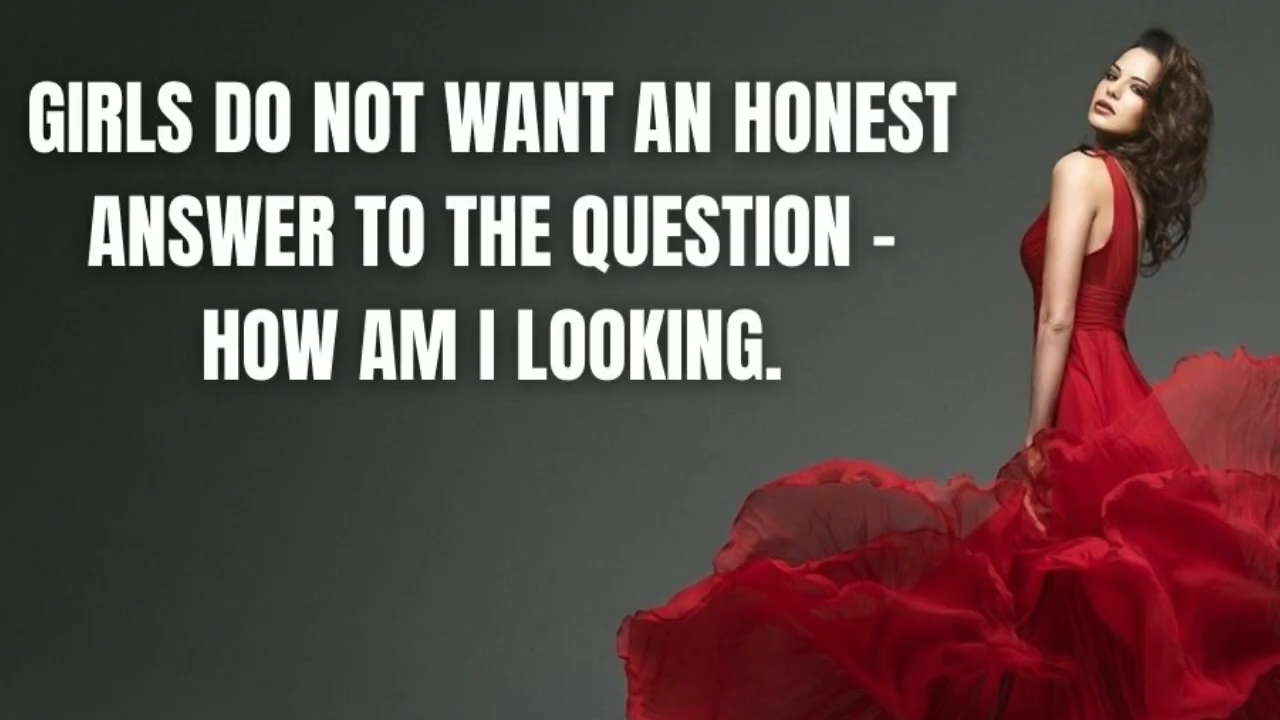 GIRLS DO NOT WANT AN HONEST
ANSWER TO THE QUESTION -
HOW AM I LOOKING.